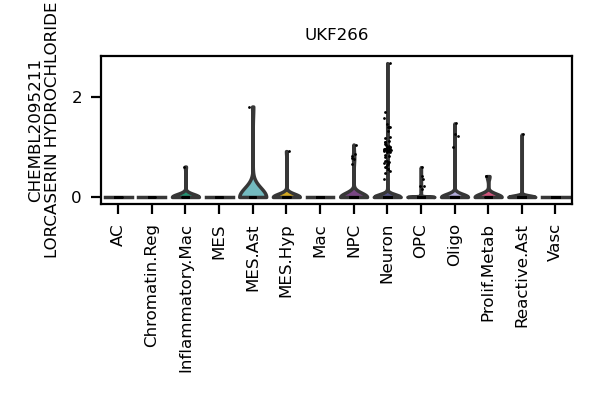 UKF266
CHEMBL2095211
LORCASERIN HYDROCHLORIDE
2
0
AC
Chromatin.Reg
Inflammatory.Mac
MES
MES.Ast
MES.Hyp
Mac
NPC
Neuron
OPC
Oligo
Prolif.Metab
Reactive.Ast
Vasc